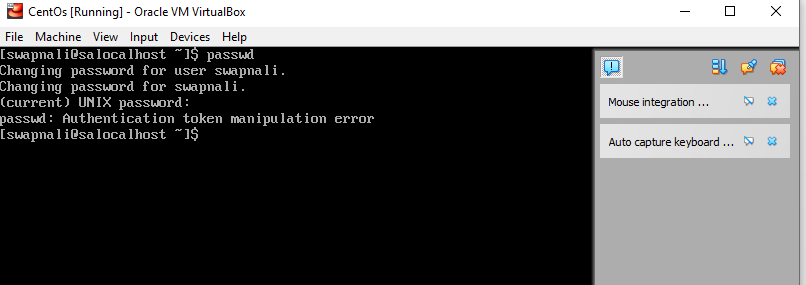 CentOs [Running] - Oracle VM VirtualBox
File Machine View Input Devices Help
[swapnali@salocalhost ~]$ passwd
Changing password for user swapnali.
Changing password for swapnali.
(current) UNIX password:
passwd: Authentication token manipulation error
[swapnali@salocalhost ~]$
Mouse integration ...
Auto capture keyboard ...